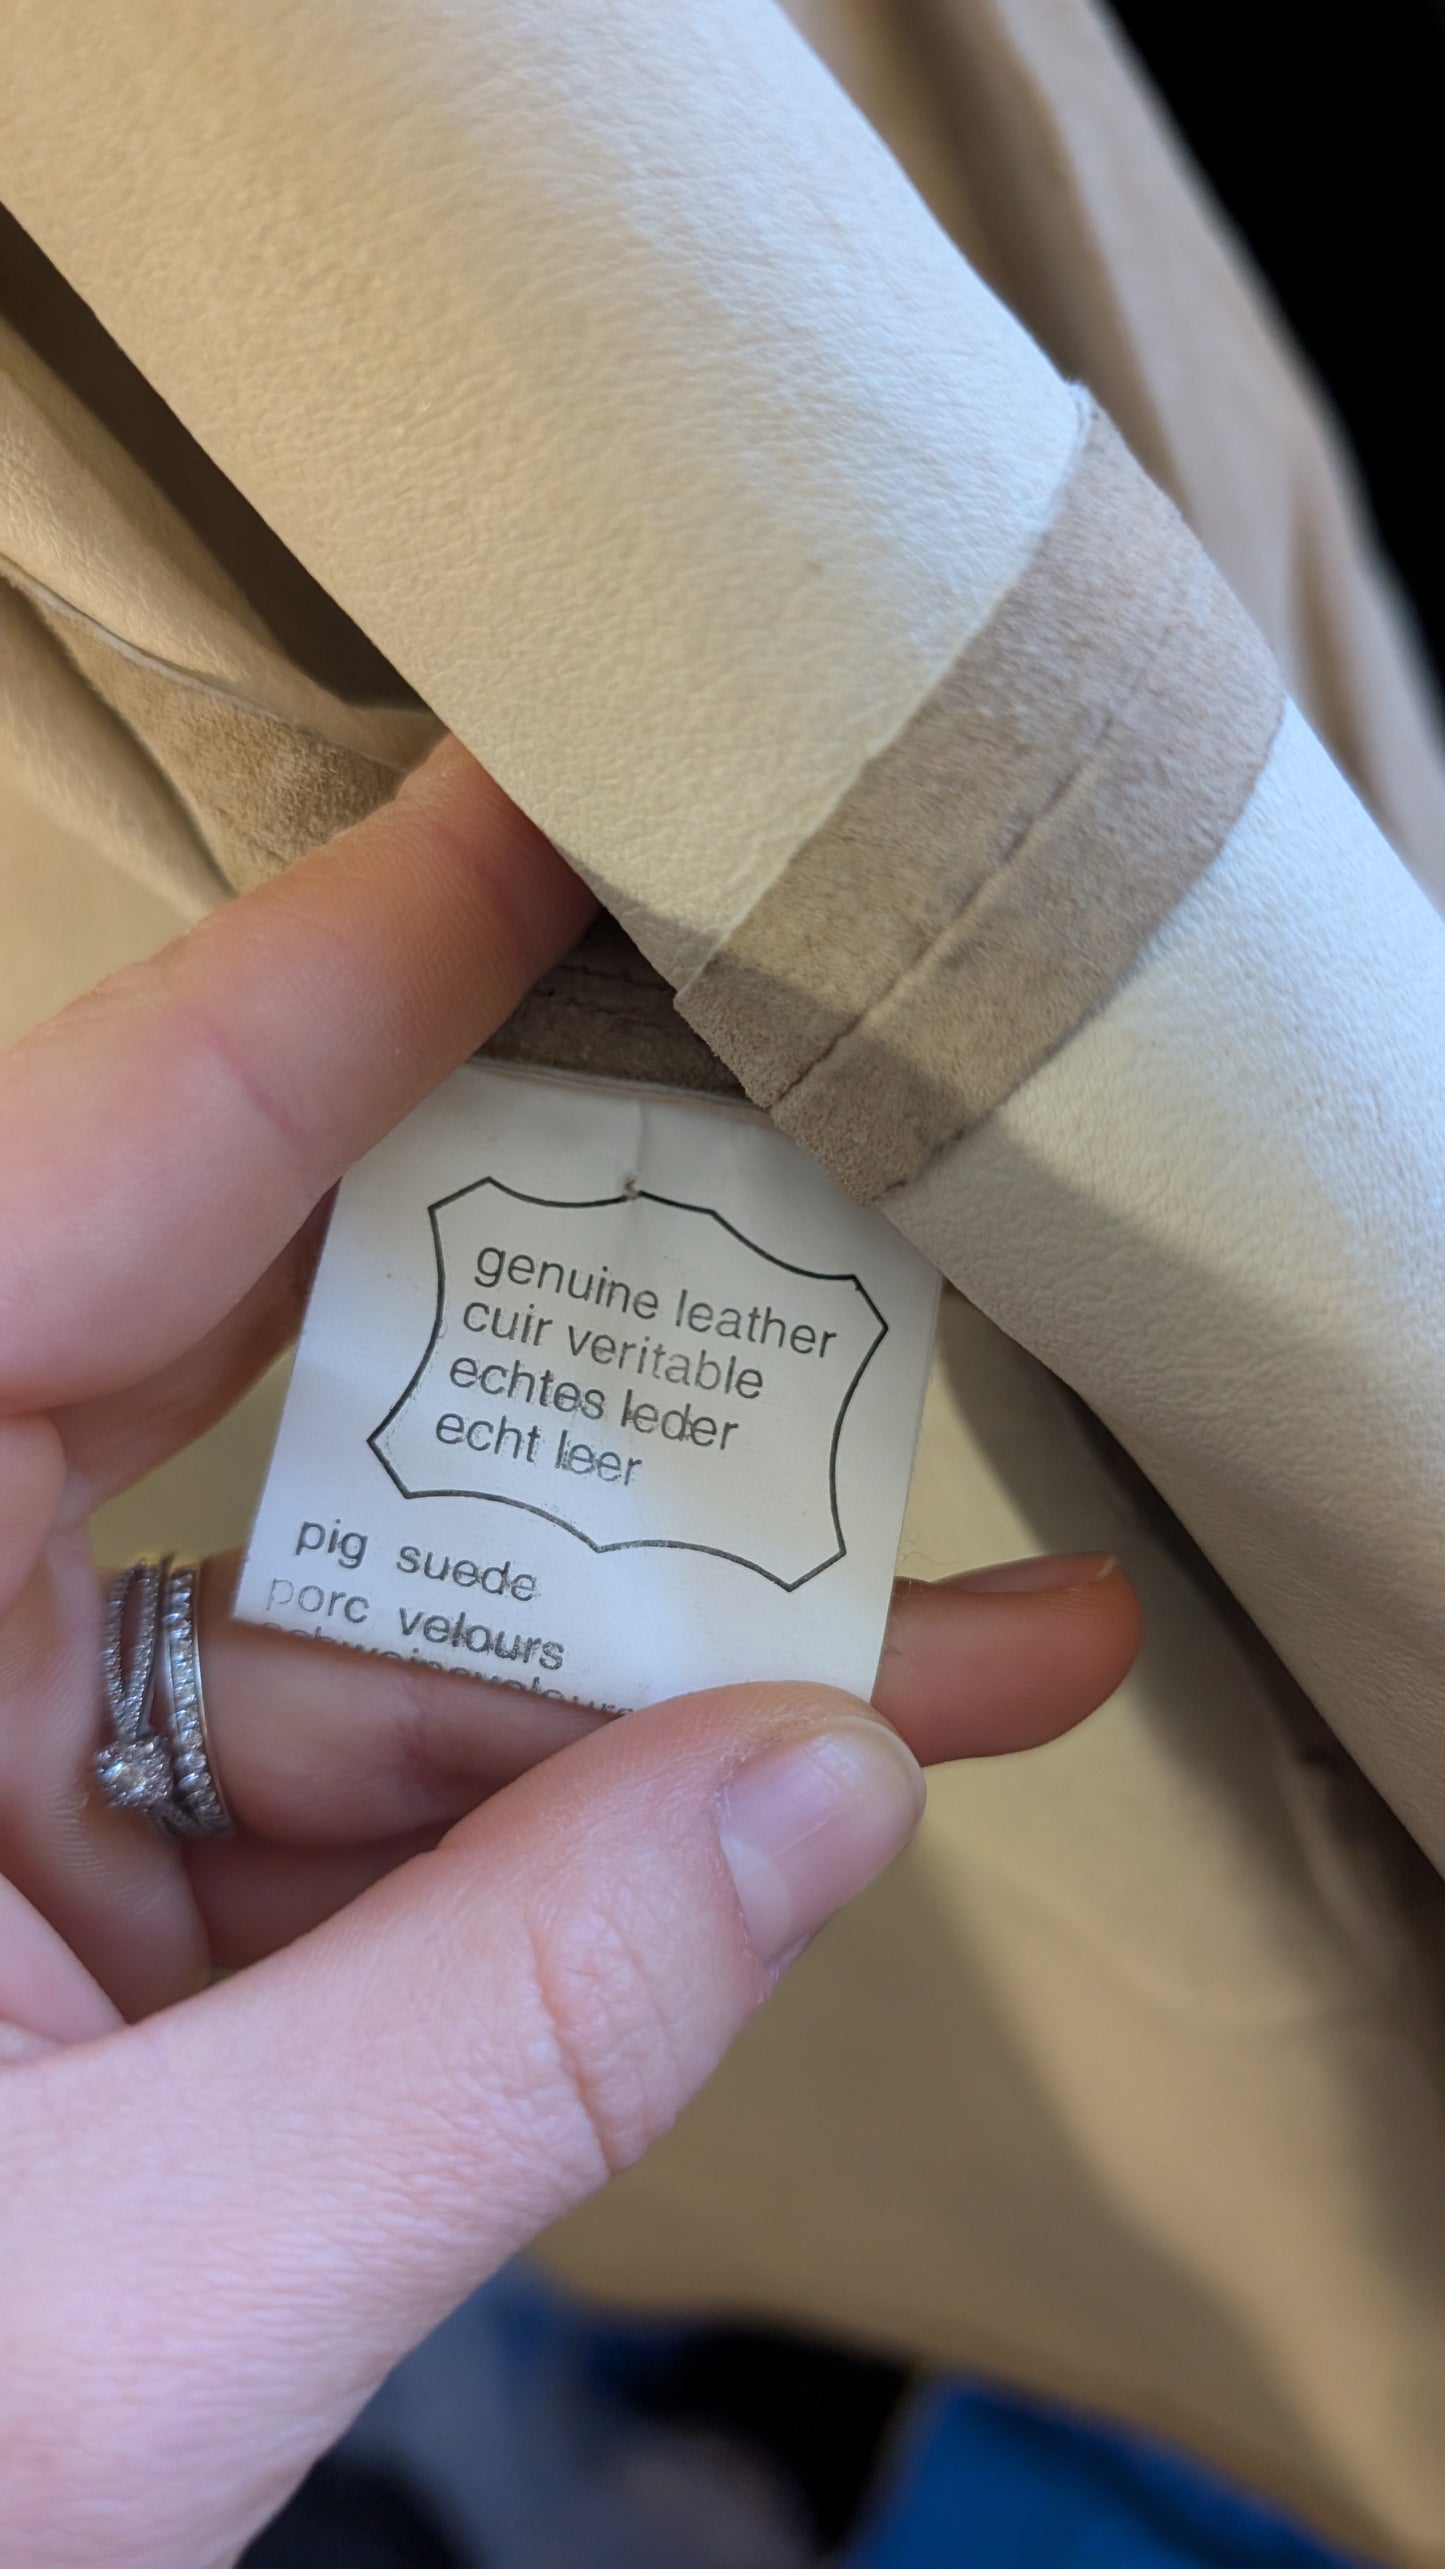 genuine leather
cuir veritable
echtes leder
echt leer
pig suede
porc velours